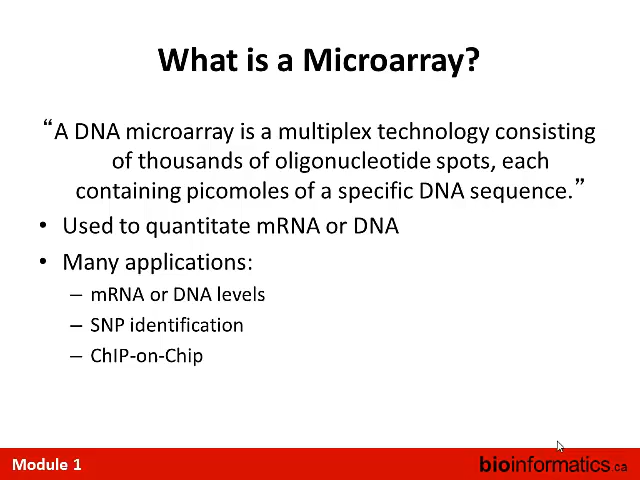 What is a Microarray?
“A DNA microarray is a multiplex technology consisting
of thousands of oligonucleotide spots, each
containing picomoles of a specific DNA sequence.”
• Used to quantitate mRNA or DNA
• Many applications:
– mRNA or DNA levels
– SNP identification
– ChIP-on-Chip
Module 1
bioinformatics.ca